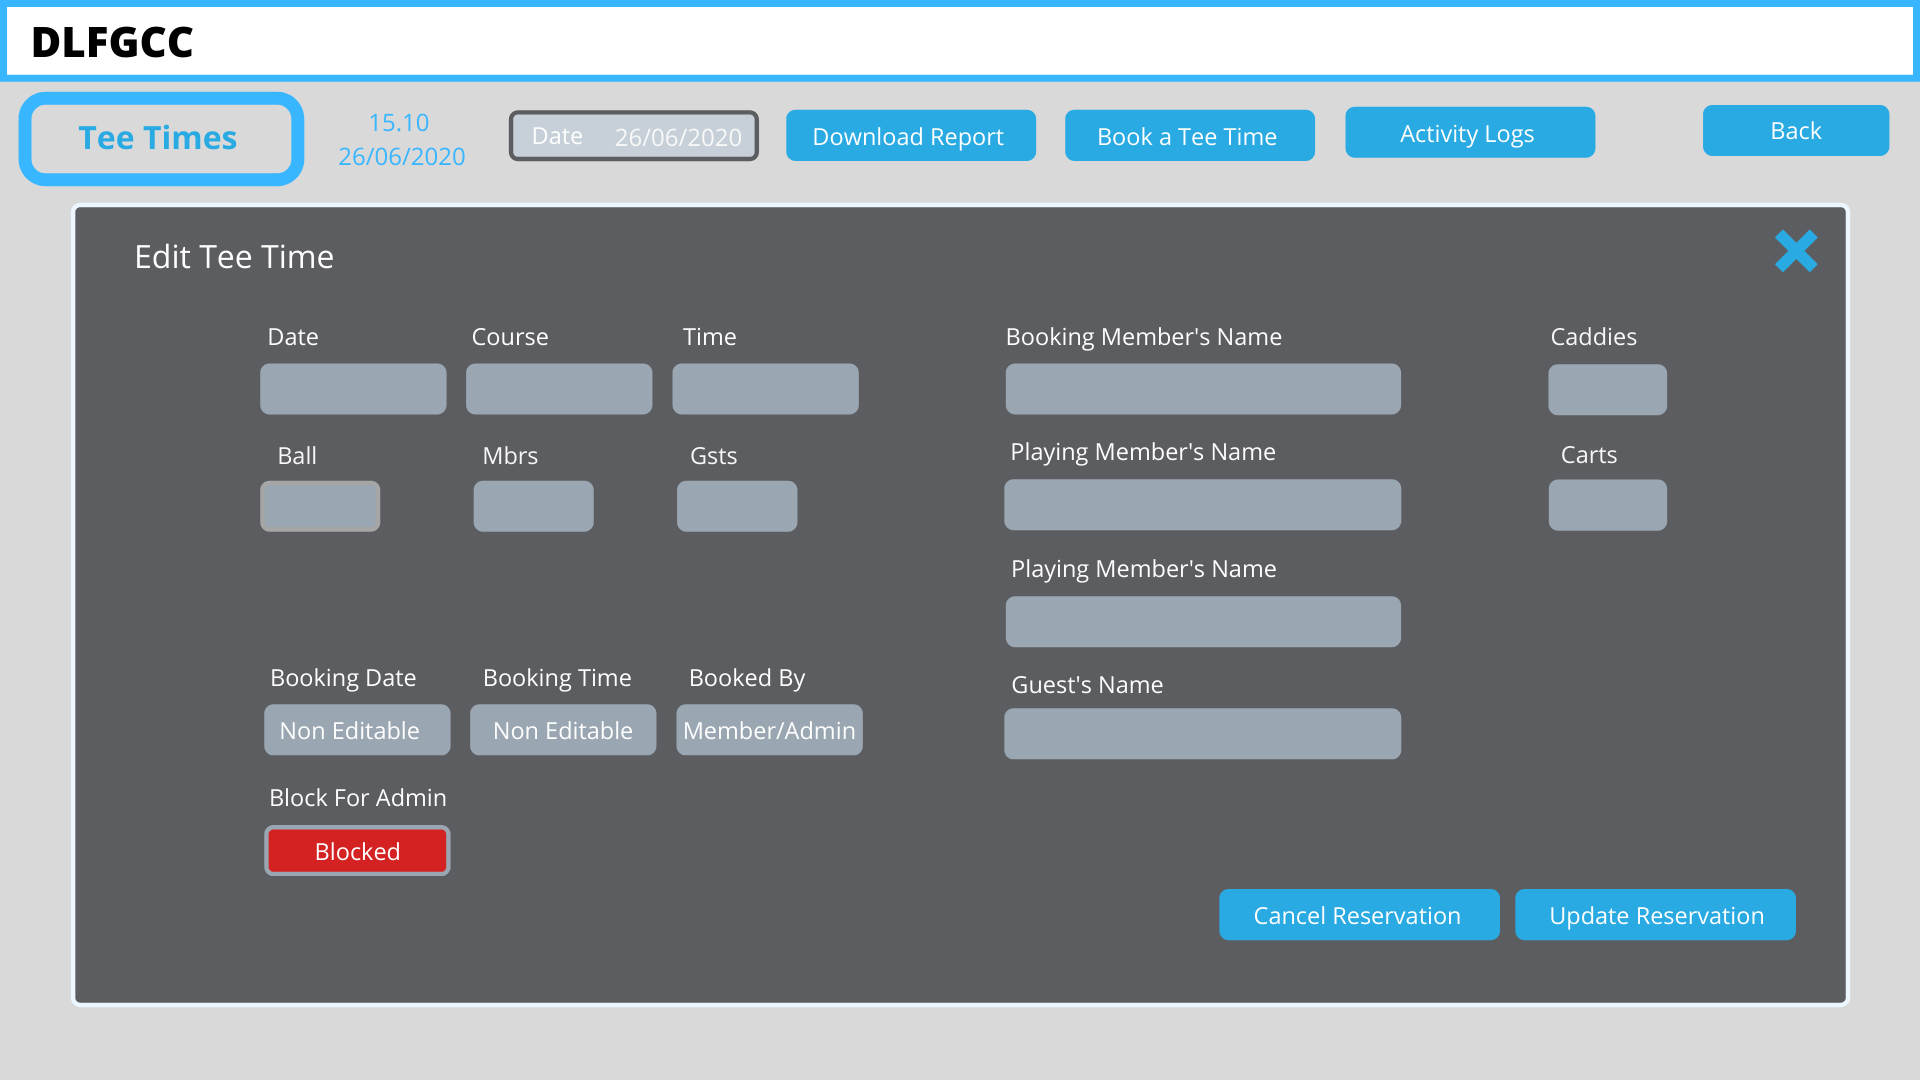 DLFGCC
Tee Times
15.10
26/06/2020
Date 26/06/2020
Download Report
Book a Tee Time
Activity Logs
Back
Edit Tee Time
Date Course Time
Booking Member's Name
Caddies
Ball Mbrs Gsts
Playing Member's Name
Carts
Playing Member's Name
Booking Date Booking Time Booked By
Guest's Name
Non Editable Non Editable Member/Admin
Block For Admin
Blocked
Cancel Reservation Update Reservation